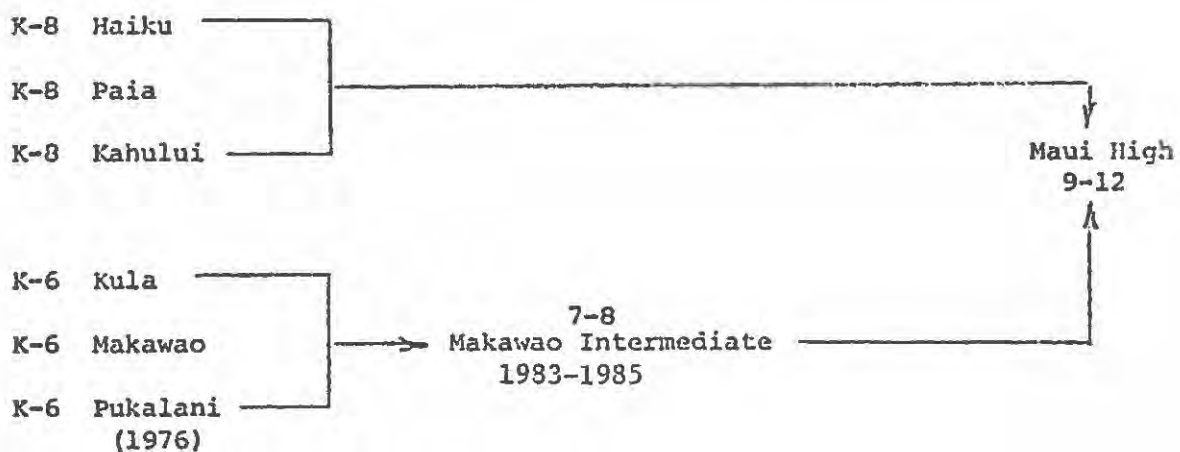 K-8 Haiku
K-8 Paia
K-8 Kahului
Maui High
9-12
K-6 Kula
7-8
K-6 Makawao
Makawao Intermediate
1983-1985
K-6 Pukalani
(1976)